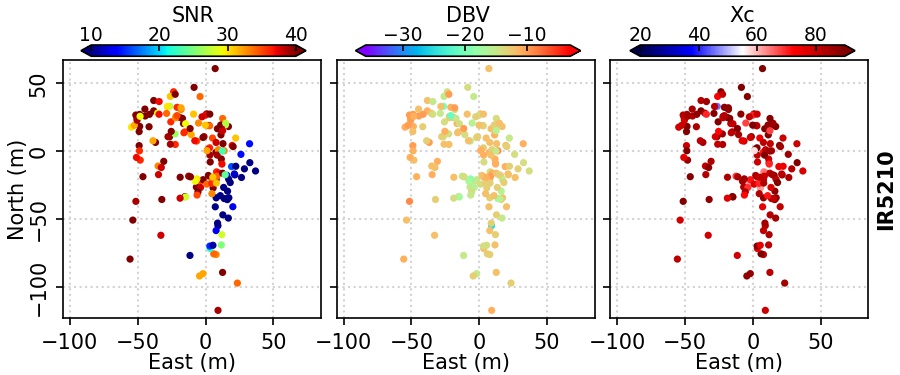 SNR DBV Xc
10 20 30 40 −30 −20 −10 20 40 60 80
50
0
−50
−100
North (m)
IR5210
−100 −50 0 50 −100 −50 0 50 −100 −50 0 50
East (m) East (m) East (m)